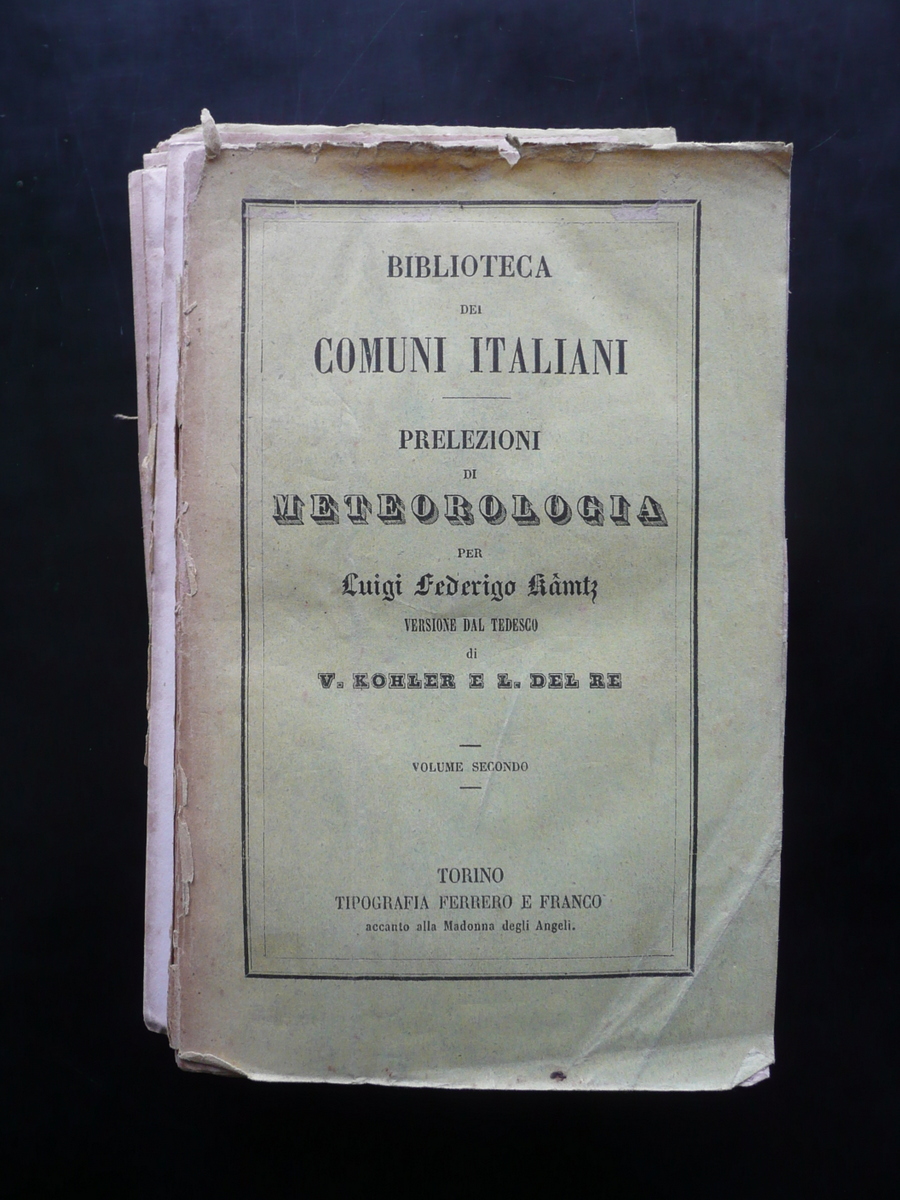 BIBLIOTECA
DEI
COMUNI ITALIANI
PRELEZIONI
DI
METEOROLOGIA
PER
Luigi Federigo Kàmtz
VERSIONE DAL TEDESCO
di
V. KOHLER E L. DEL RE
VOLUME SECONDO
TORINO
TIPOGRAFIA FERRERO E FRANCO
accanto alla Madonna degli Angeli.